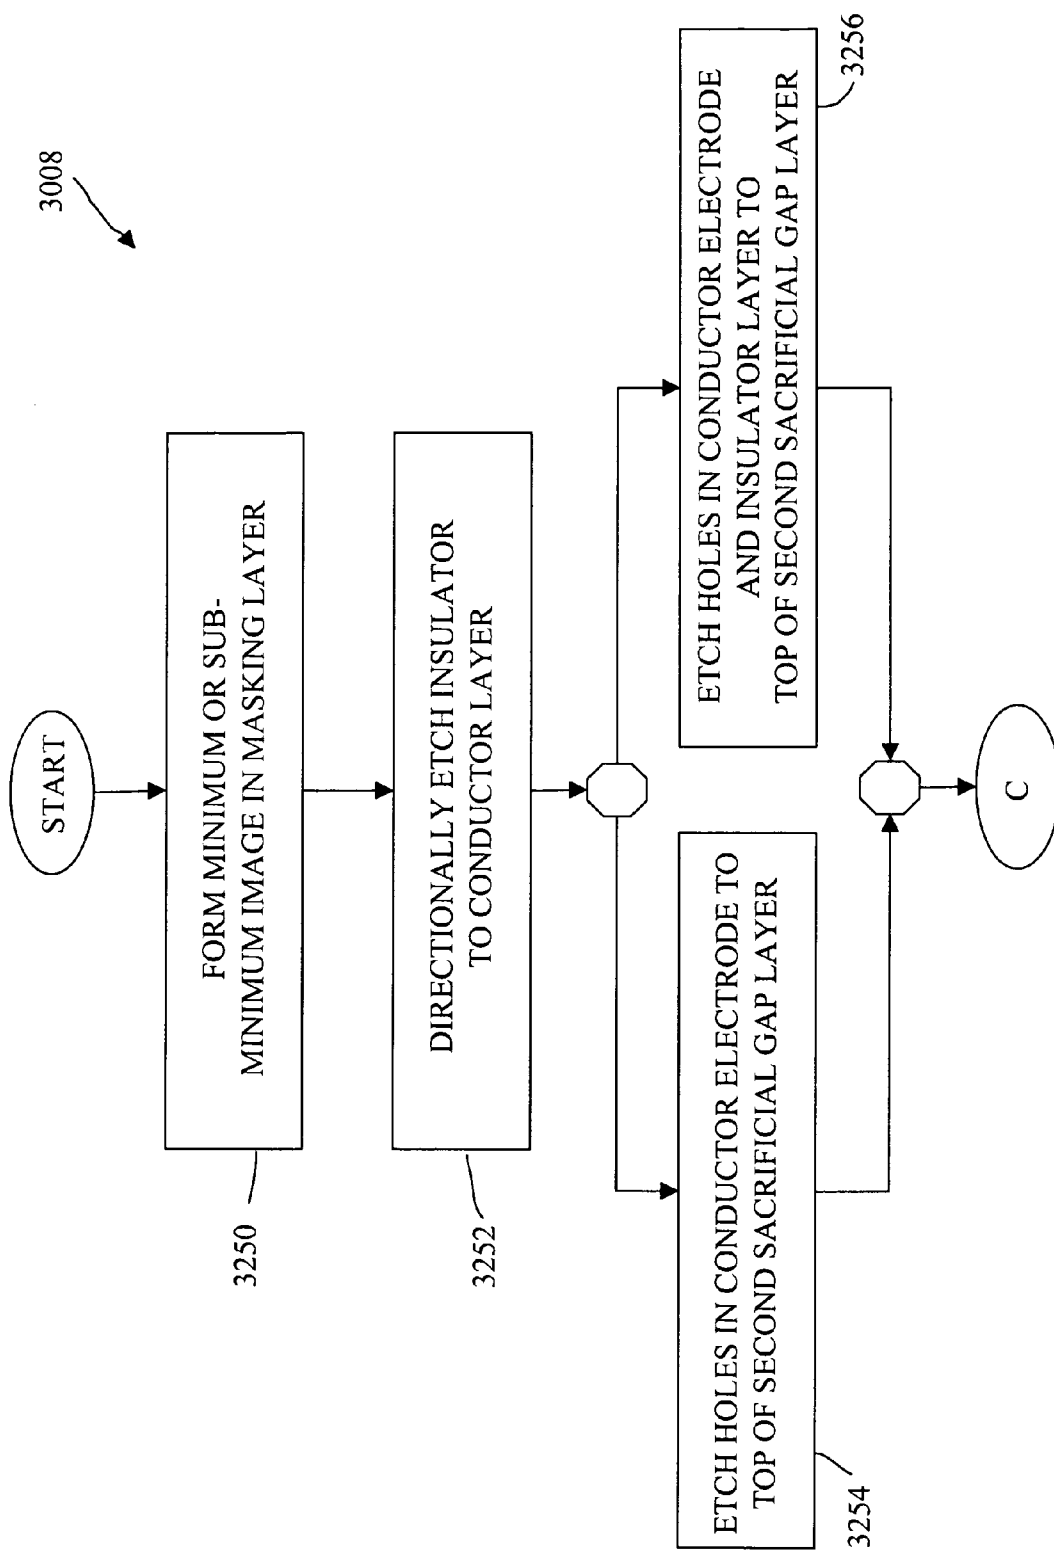 3008
START
FORM MINIMUM OR SUB-
MINIMUM IMAGE IN MASKING LAYER
3250
DIRECTIONALLY ETCH INSULATOR
TO CONDUCTOR LAYER
3252
ETCH HOLES IN CONDUCTOR ELECTRODE TO
TOP OF SECOND SACRIFICIAL GAP LAYER
3254
ETCH HOLES IN CONDUCTOR ELECTRODE
AND INSULATOR LAYER TO
TOP OF SECOND SACRIFICIAL GAP LAYER
3256
C